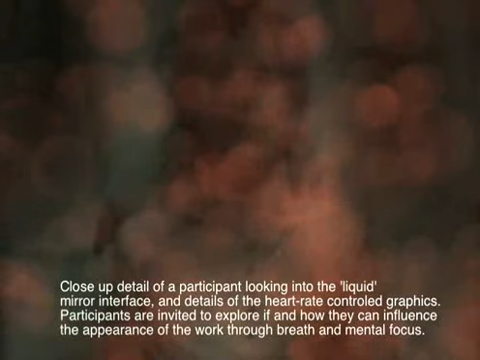 Close up detail of a participant looking into the 'liquid'
mirror interface, and details of the heart-rate controled graphics.
Participants are invited to explore if and how they can influence
the appearance of the work through breath and mental focus.